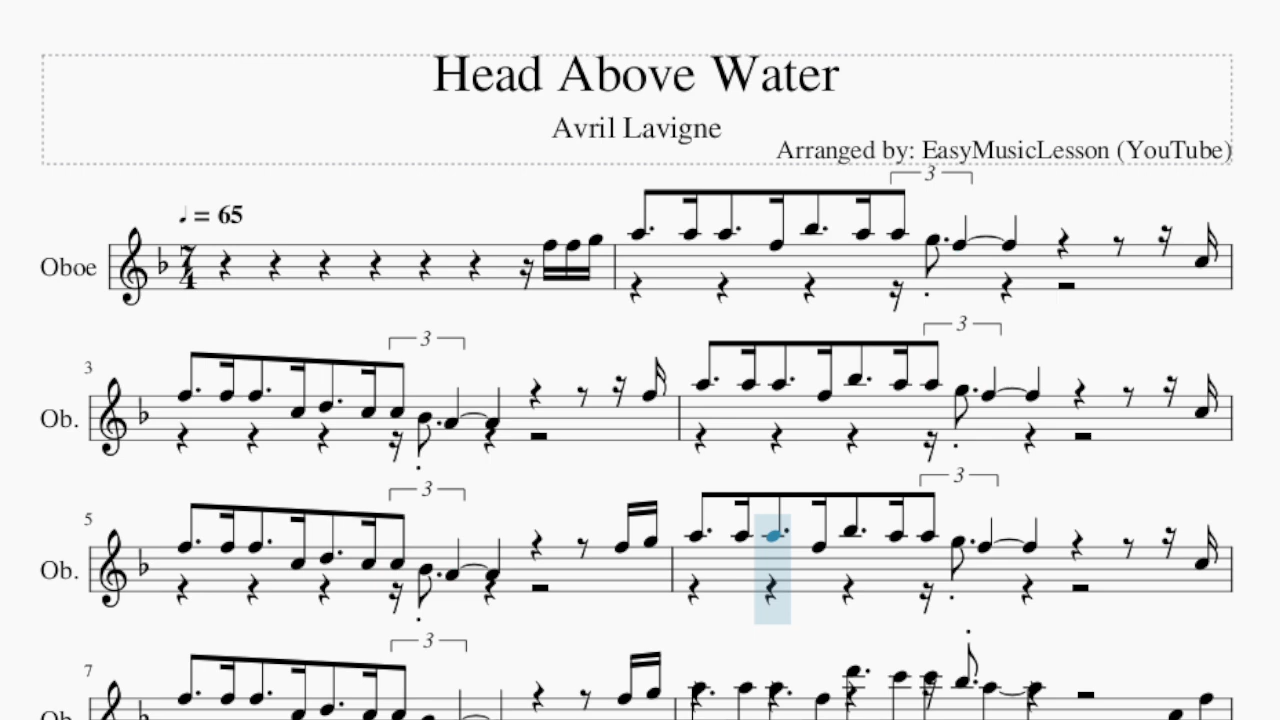 Head Above Water
Avril Lavigne
Arranged by: EasyMusicLesson (YouTube)
3
♩ = 65
Oboe
7
4
3
3
3
Ob.
3
3
5
Ob.
3
7
Ob.